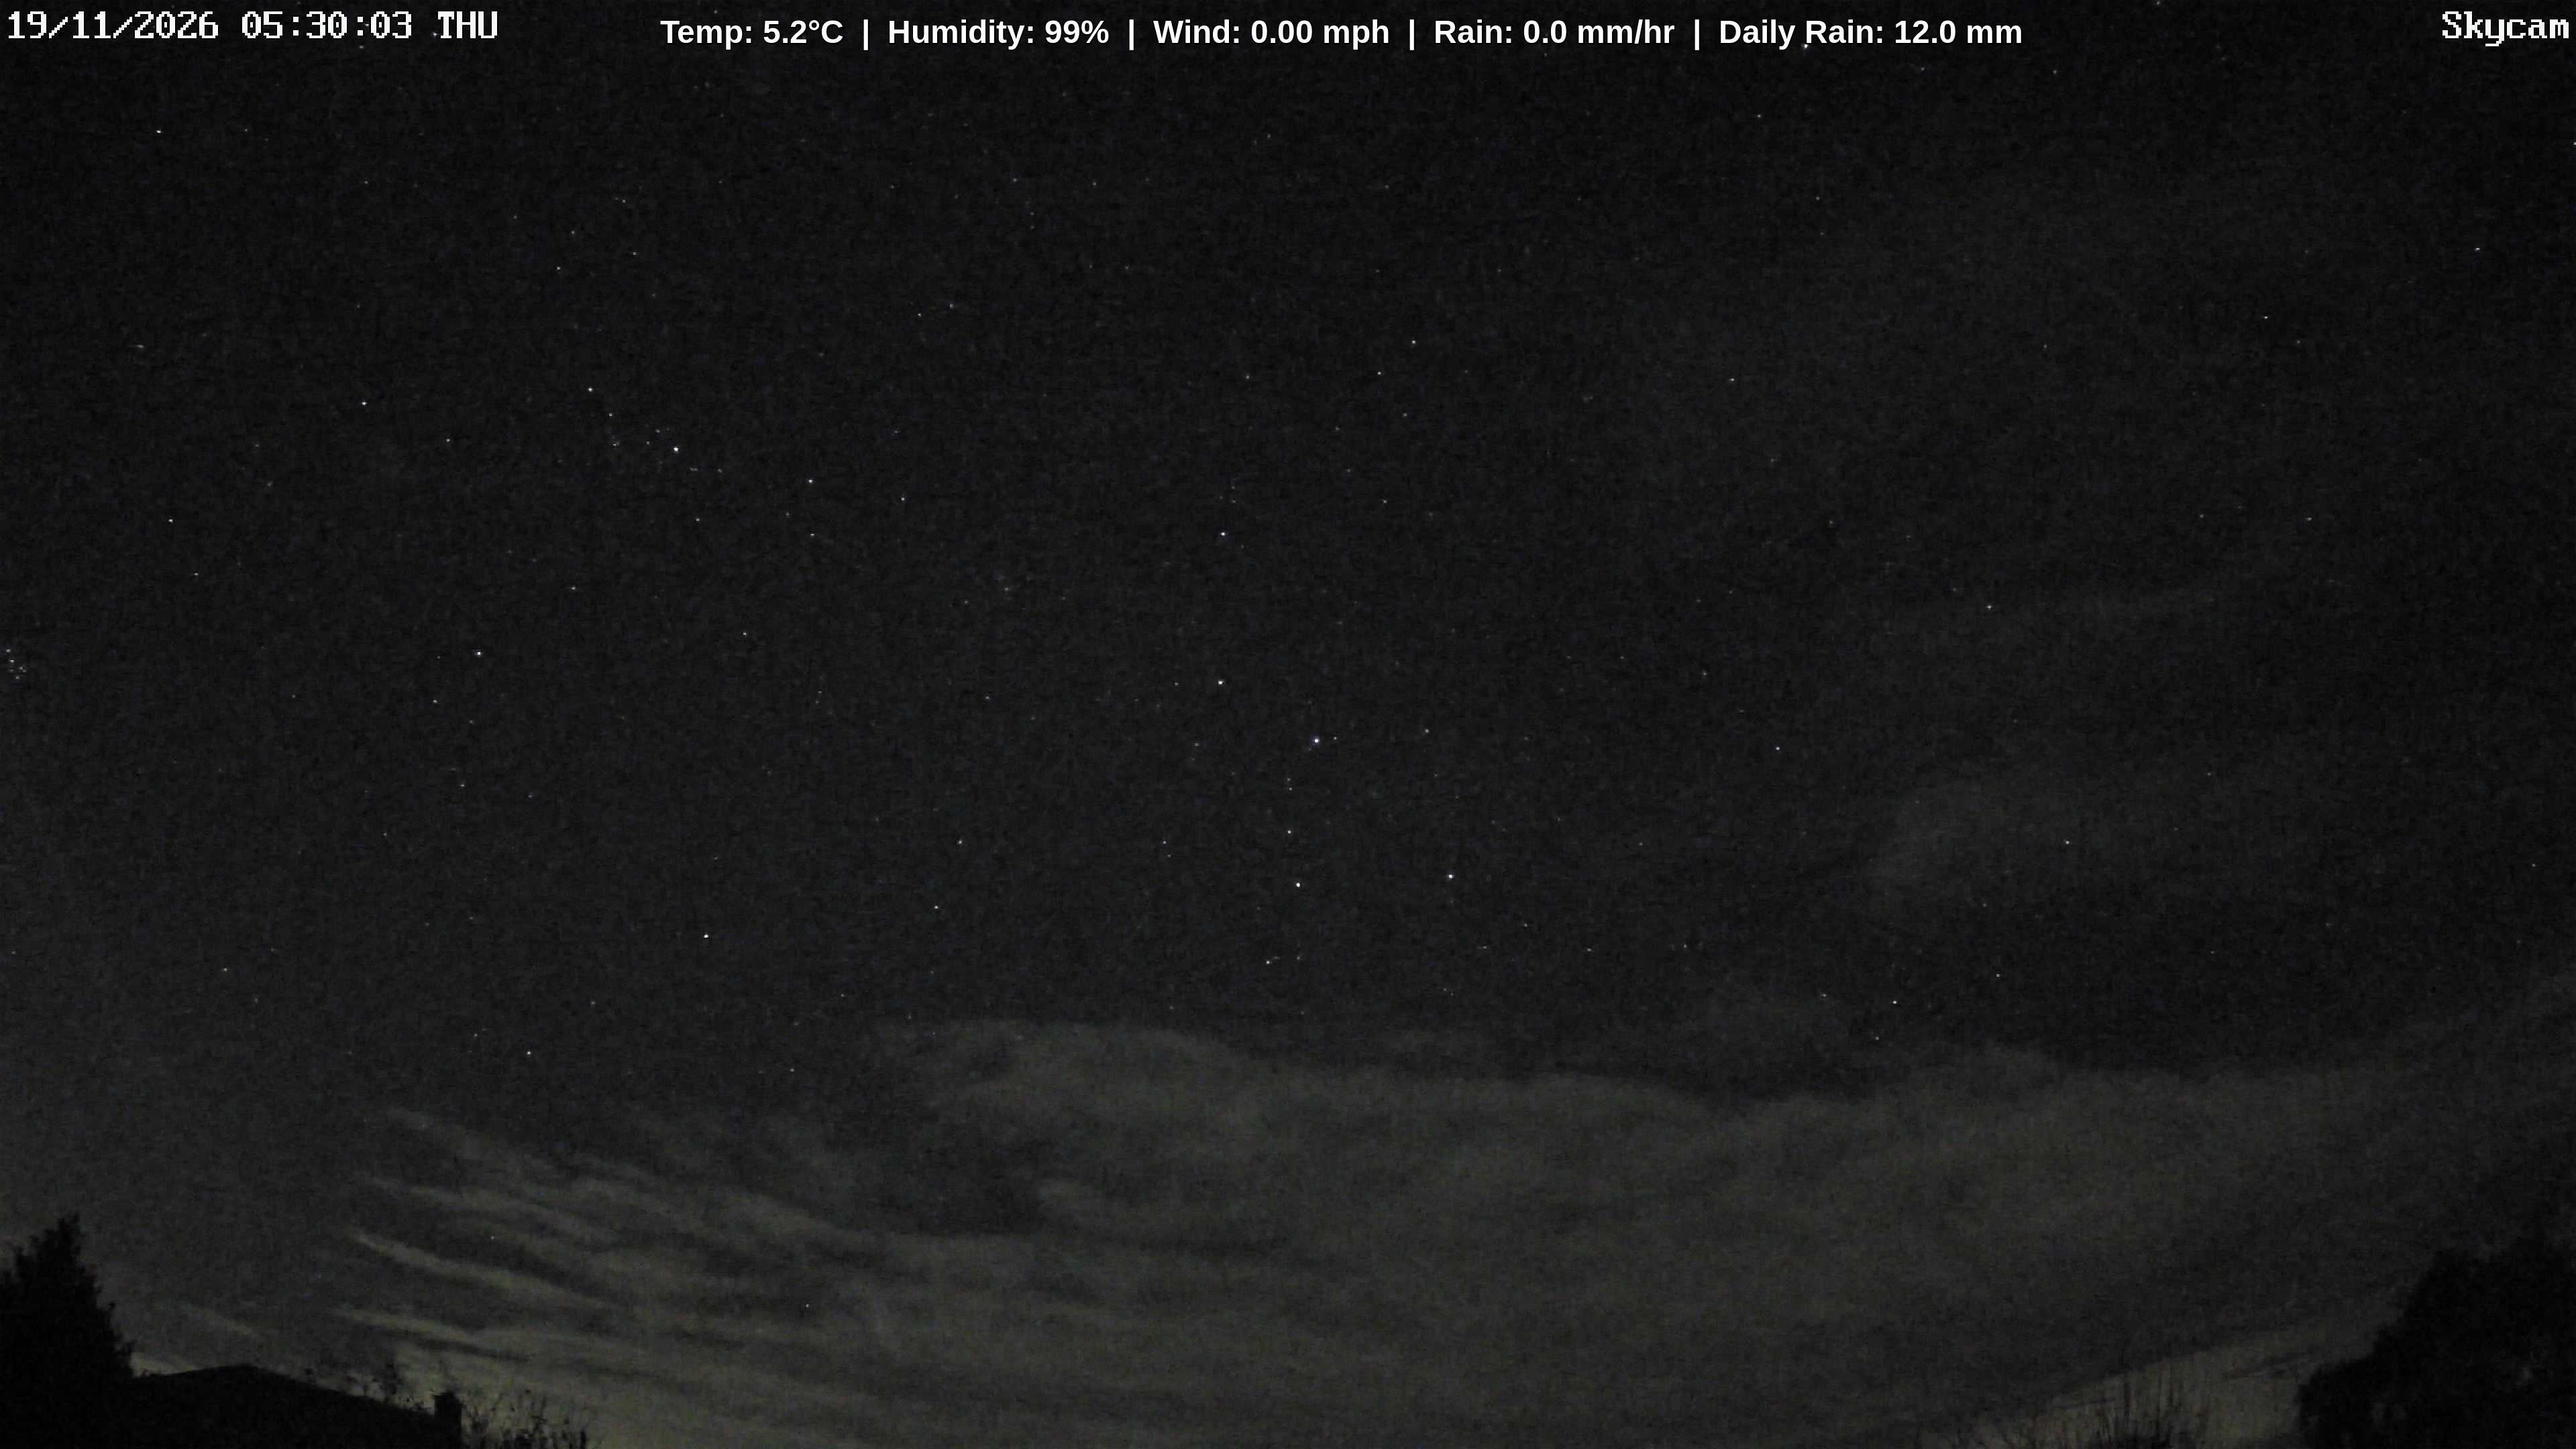 19/11/2026 05:30:03 THU
Temp: 5.2°C | Humidity: 99% | Wind: 0.00 mph | Rain: 0.0 mm/hr | Daily Rain: 12.0 mm
Skycam